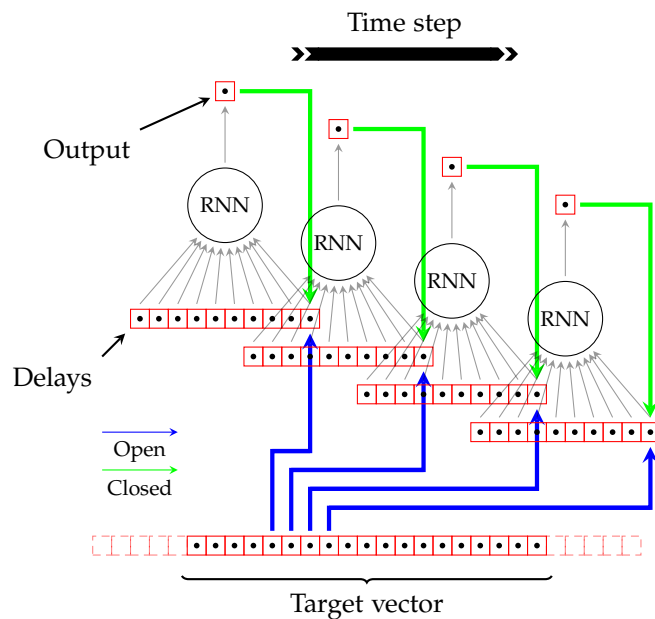 Time step
Output
RNN
RNN
RNN
RNN
Delays
Open
Closed
Target vector